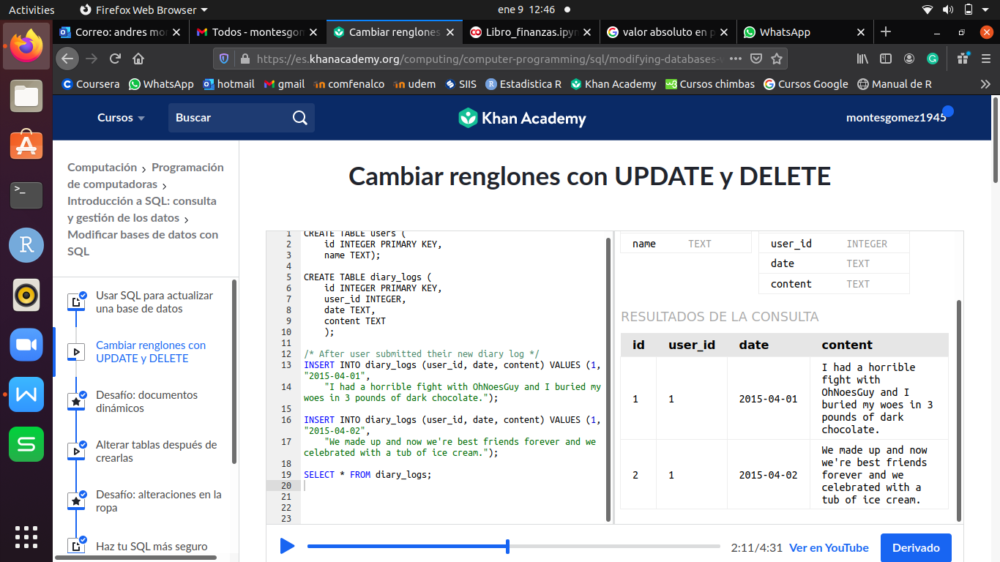 Activities
Firefox Web Browser
ene 9 12:46
Correo: andres mo
Todos - montesgom
Cambiar renglones
Libro_finanzas.ipyn
valor absoluto en p
WhatsApp
https://es.khanacademy.org/computing/computer-programming/sql/modifying-databases-
Coursera
WhatsApp
hotmail
gmail
comfenalco
udem
SIIS
Estadistica R
Khan Academy
Cursos chimbas
Cursos Google
Manual de R
Cursos
Buscar
Khan Academy
montesgomez1945
Computación
Programación
de computadoras
Introducción a SQL: consulta
y gestión de los datos
Modificar bases de datos con
SQL
Usar SQL para actualizar
una base de datos
Cambiar renglones con
UPDATE y DELETE
Desafío: documentos
dinámicos
Alterar tablas después de
crearlas
Desafío: alteraciones en la
ropa
Haz tu SQL más seguro
Cambiar renglones con UPDATE y DELETE
1 CREATE TABLE users (
2 id INTEGER PRIMARY KEY,
3 name TEXT);
4
5 CREATE TABLE diary_logs (
6 id INTEGER PRIMARY KEY,
7 user_id INTEGER,
8 date TEXT,
9 content TEXT
10 );
11
12 /* After user submitted their new diary log */
13 INSERT INTO diary_logs (user_id, date, content) VALUES (1,
"2015-04-01",
14 "I had a horrible fight with OhNoesGuy and I buried my
woes in 3 pounds of dark chocolate.");
15
16 INSERT INTO diary_logs (user_id, date, content) VALUES (1,
"2015-04-02",
17 "We made up and now we're best friends forever and we
celebrated with a tub of ice cream.");
18
19 SELECT * FROM diary_logs;
20
21
22
23
name TEXT
user_id INTEGER
date TEXT
content TEXT
RESULTADOS DE LA CONSULTA
id user_id date content
1 1 2015-04-01 I had a horrible
fight with
OhNoesGuy and I
buried my woes in 3
pounds of dark
chocolate.
2 1 2015-04-02 We made up and now
we're best friends
forever and we
celebrated with a
tub of ice cream.
2:11/4:31
Ver en YouTube
Derivado